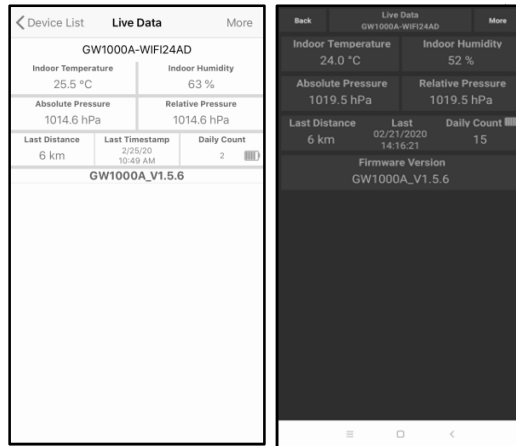 Device List Live Data More
GW1000A-WIFI24AD
Indoor Temperature Indoor Humidity
25.5 °C 63 %
Absolute Pressure Relative Pressure
1014.6 hPa 1014.6 hPa
Last Distance Last Timestamp Daily Count
6 km 2/25/20 2
10:49 AM
GW1000A_V1.5.6
Back Live Data More
GW1000A-WIFI24AD
Indoor Temperature Indoor Humidity
24.0 °C 52 %
Absolute Pressure Relative Pressure
1019.5 hPa 1019.5 hPa
Last Distance Last Daily Count
6 km 02/21/2020 15
14:16:21
Firmware Version
GW1000A_V1.5.6